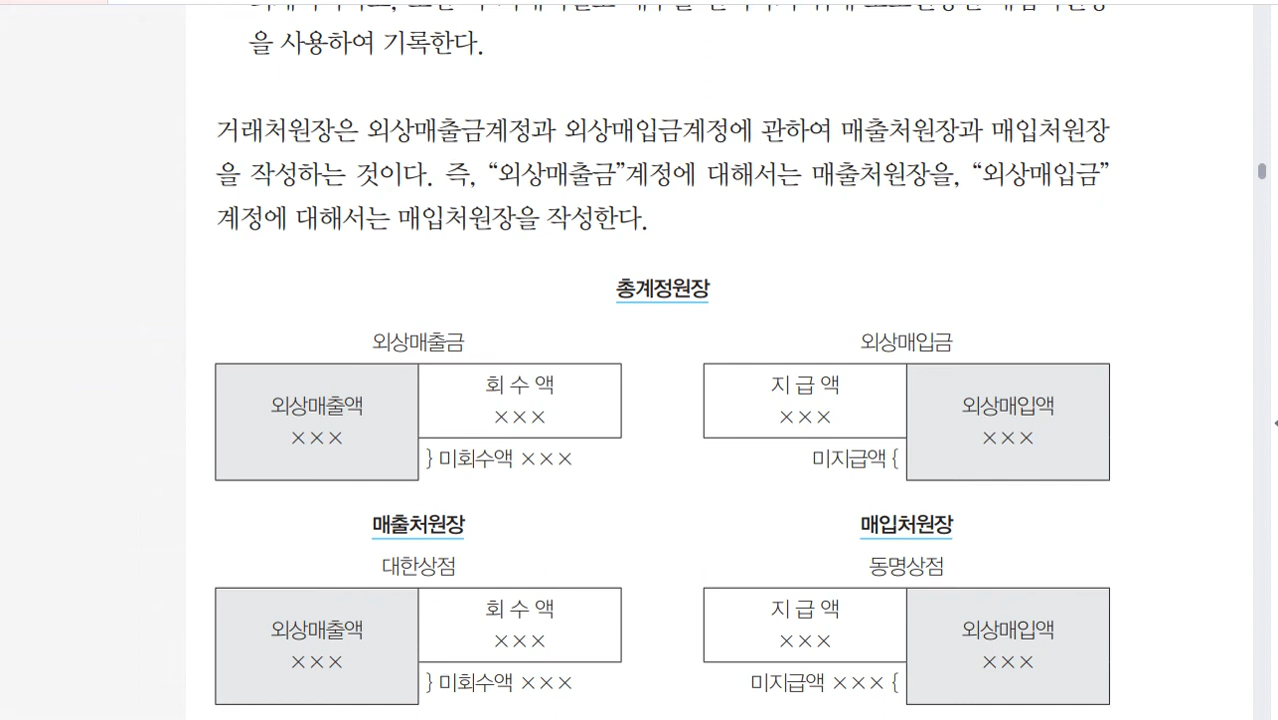 을 사용하여 기록한다.
거래처원장은 외상매출금계정과 외상매입금계정에 관하여 매출처원장과 매입처원장
을 작성하는 것이다. 즉, “외상매출금”계정에 대해서는 매출처원장을, “외상매입금”
계정에 대해서는 매입처원장을 작성한다.
총계정원장
외상매출금
외상매출액
×××
회 수 액
×××
} 미회수액 ×××
외상매입금
지 급 액
×××
미지급액 {
외상매입액
×××
매출처원장
대한상점
외상매출액
×××
회 수 액
×××
} 미회수액 ×××
매입처원장
동명상점
지 급 액
×××
미지급액 ××× {
외상매입액
×××